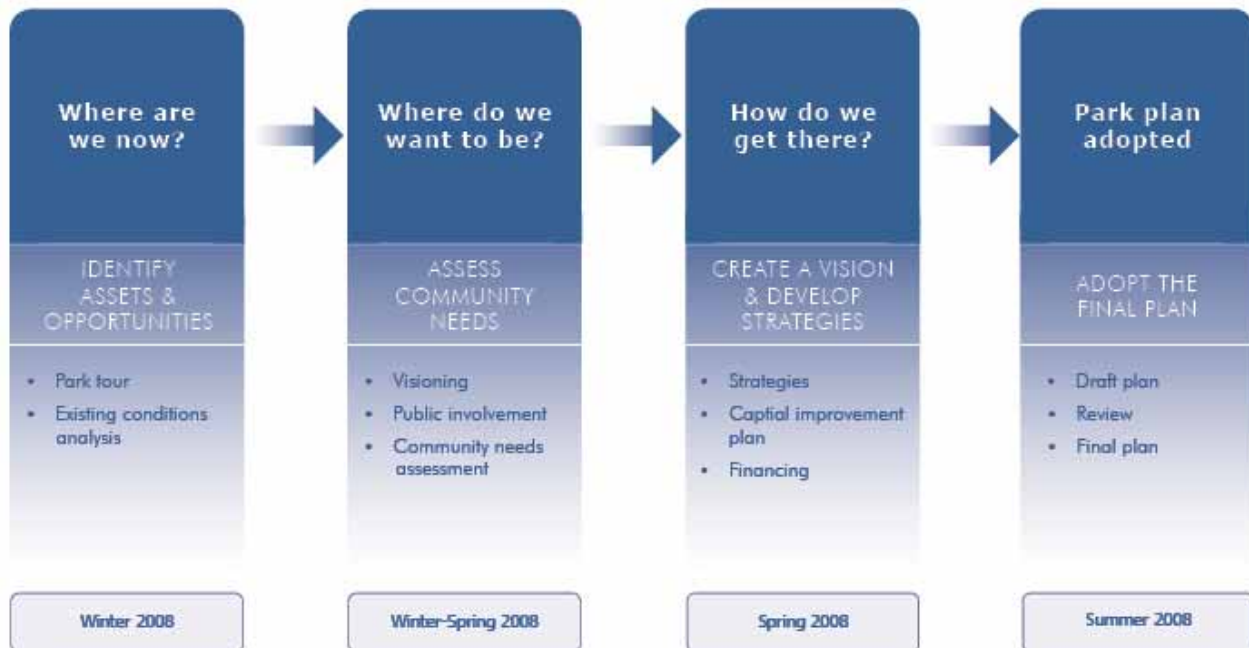 Where are
we now?
IDENTIFY
ASSETS &
OPPORTUNITIES
• Park tour
• Existing conditions
analysis
Winter 2008
Where do we
want to be?
ASSESS
COMMUNITY
NEEDS
• Visioning
• Public involvement
• Community needs
assessment
Winter-Spring 2008
How do we
get there?
CREATE A VISION
& DEVELOP
STRATEGIES
• Strategies
• Captial improvement
plan
• Financing
Spring 2008
Park plan
adopted
ADOPT THE
FINAL PLAN
• Draft plan
• Review
• Final plan
Summer 2008